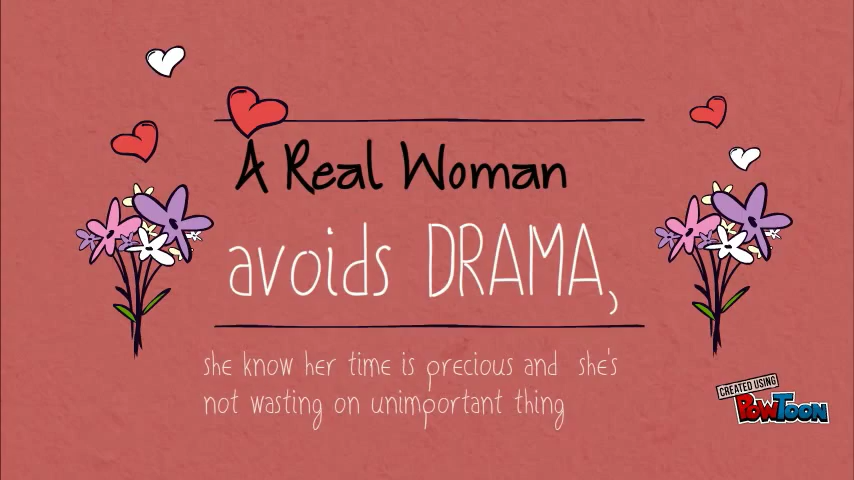 A Real Woman
avoids DRAMA,
she know her time is precious and she's
not wasting on unimportant thing
CREATED USING
POWTOON